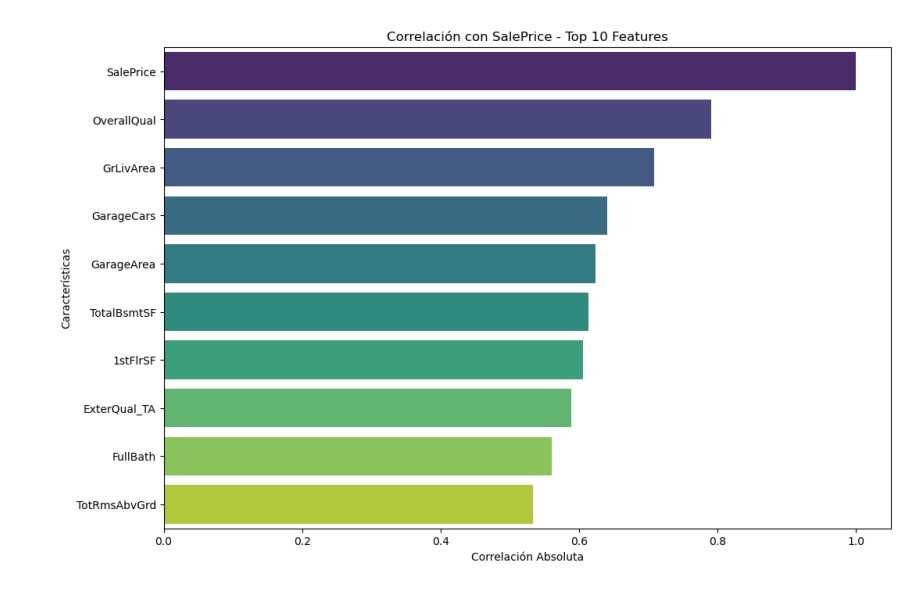 Correlación con SalePrice - Top 10 Features
SalePrice
OverallQual
GrLivArea
GarageCars
GarageArea
TotalBsmtSF
1stFlrSF
ExterQual_TA
FullBath
TotRmsAbvGrd
Características
0.0 0.2 0.4 0.6 0.8 1.0
Correlación Absoluta